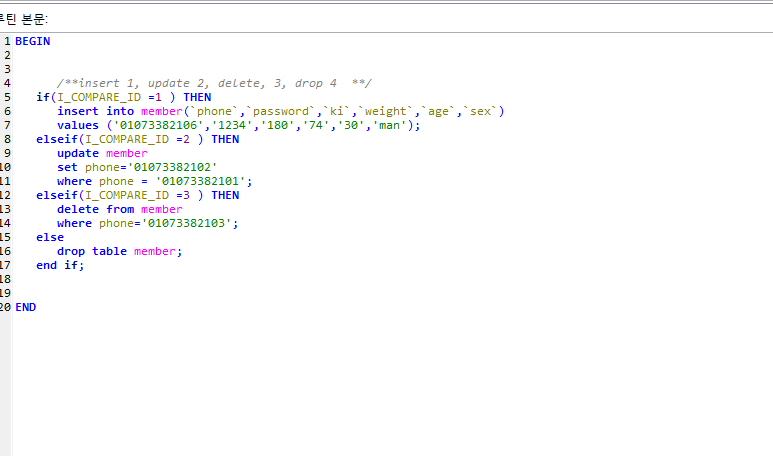 루틴 본문:
1 BEGIN
2
3
4 /**insert 1, update 2, delete, 3, drop 4 **/
5 if(I_COMPARE_ID =1 ) THEN
6 insert into member(`phone`,`password`,`ki`,`weight`,`age`,`sex`)
7 values ('01073382106','1234','180','74','30','man');
8 elseif(I_COMPARE_ID =2 ) THEN
9 update member
10 set phone='01073382102'
11 where phone = '01073382101';
12 elseif(I_COMPARE_ID =3 ) THEN
13 delete from member
14 where phone='01073382103';
15 else
16 drop table member;
17 end if;
18
19
20 END